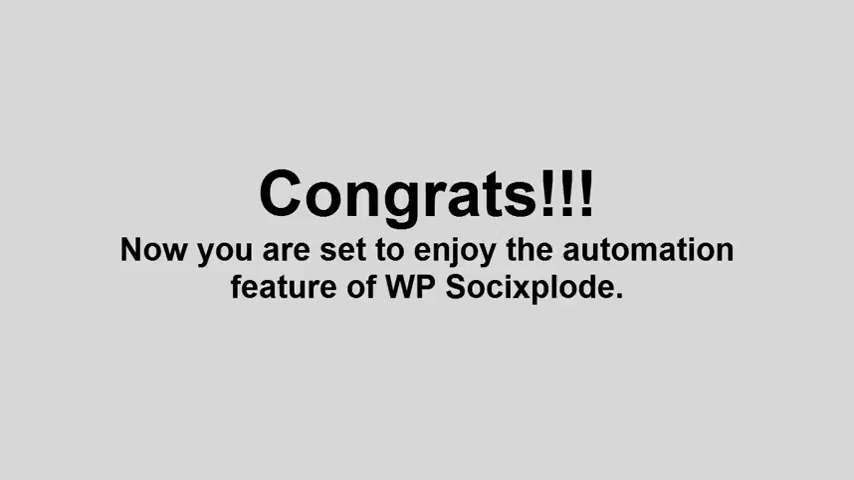 Congrats!!!
Now you are set to enjoy the automation
feature of WP Socixplode.